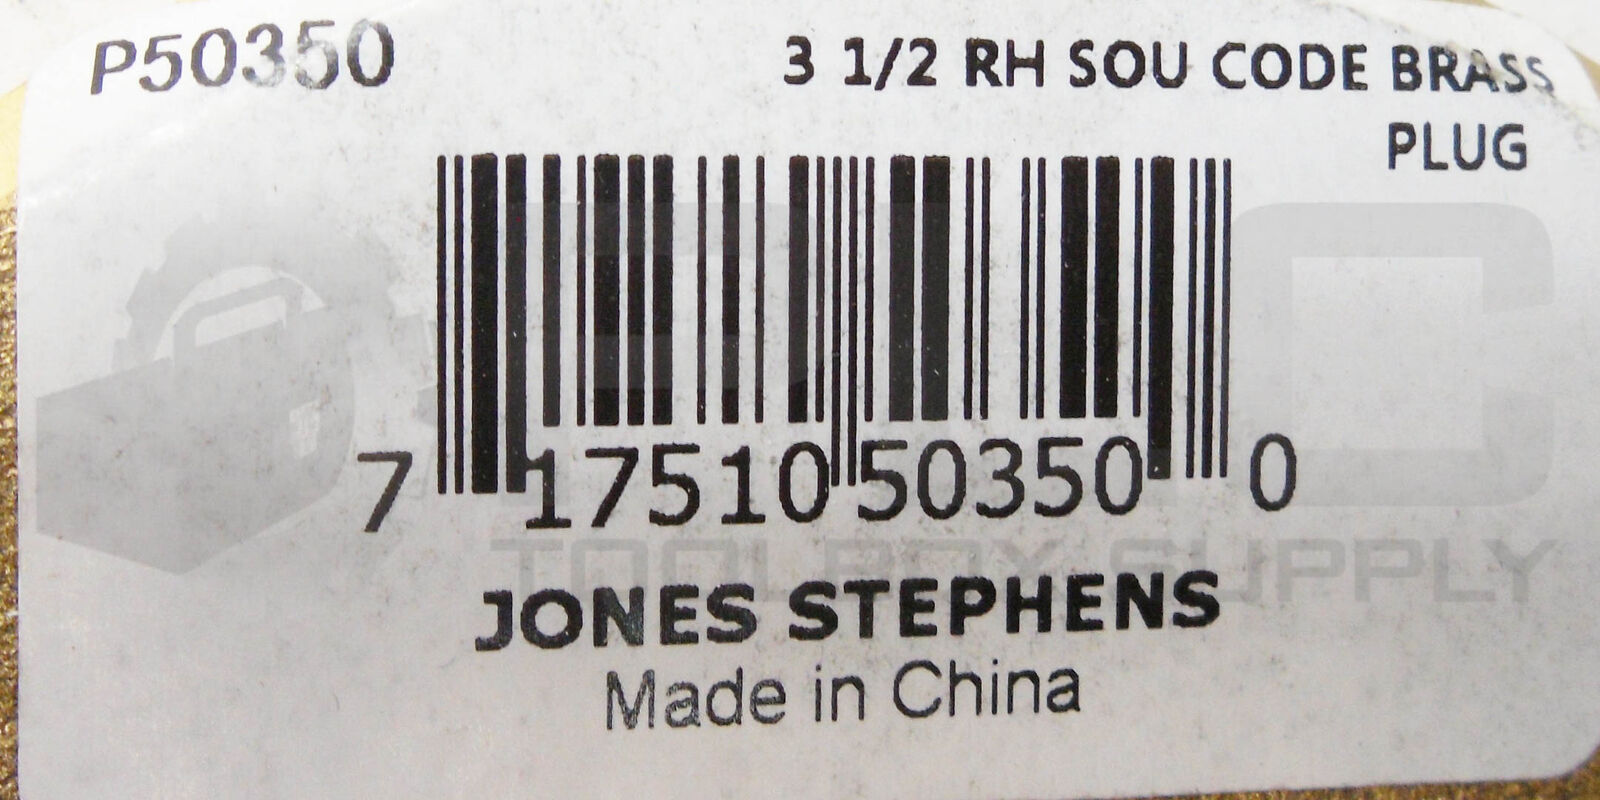 P50350
3 1/2 RH SOU CODE BRASS
PLUG
7 17510 50350 0
JONES STEPHENS
Made in China
TOOLBOX SUPPLY